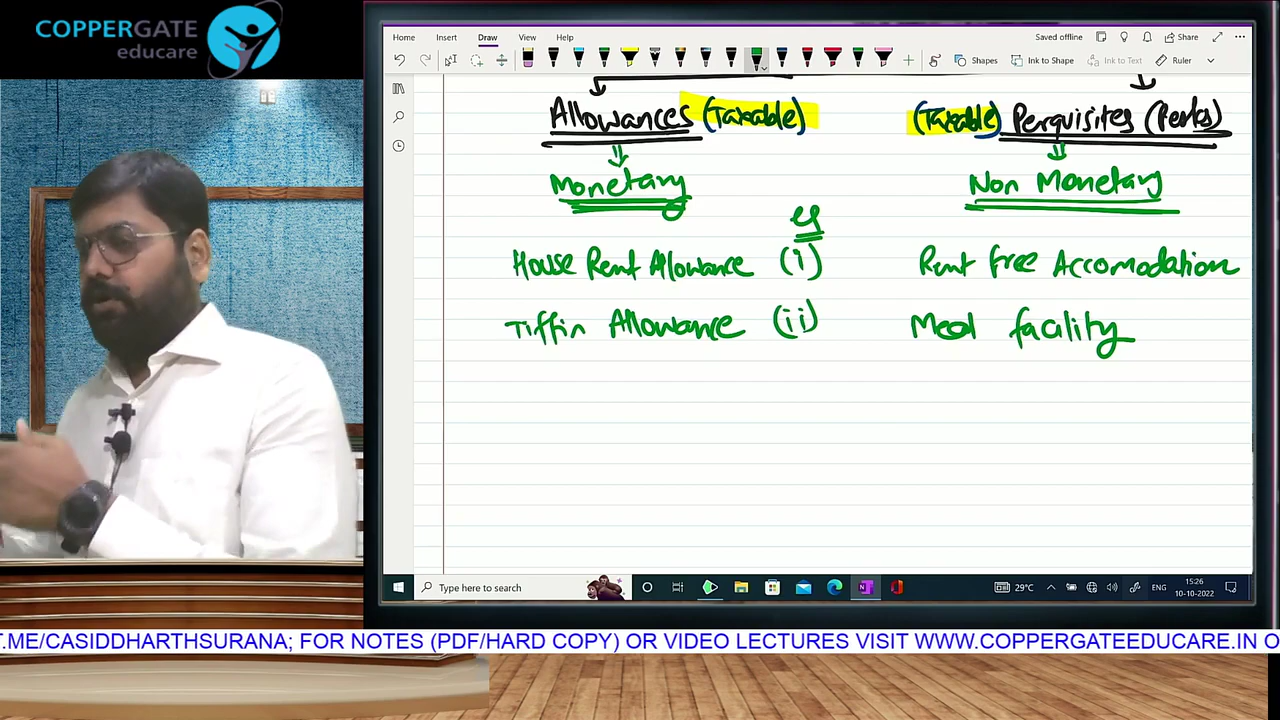 COPPERGATE
educare
Home Insert Draw View Help
Saved offline
Share
Shapes
Ink to Shape
Ink to Text
Ruler
Allowances (Taxable)
(Taxable) Perquisites (Perks)
Monetary
Non Monetary
eg
House Rent Allowance (i) Rent free Accomodation
Tiffin Allowance (ii) Meal facility
Type here to search
29°C
ENG
15:26
10-10-2022
T.ME/CASIDDHARTHSURANA; FOR NOTES (PDF/HARD COPY) OR VIDEO LECTURES VISIT WWW.COPPERGATEEDUCARE.IN O